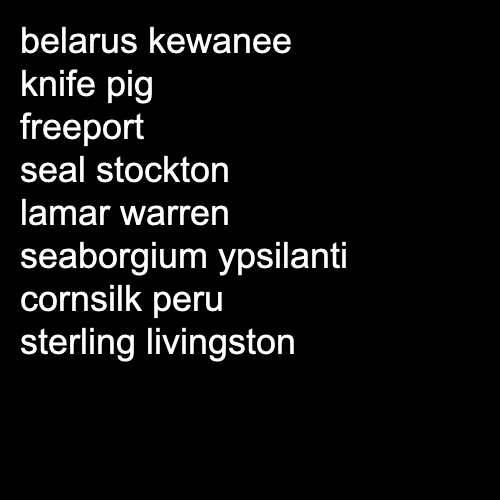 belarus kewanee
knife pig
freeport
seal stockton
lamar warren
seaborgium ypsilanti
cornsilk peru
sterling livingston